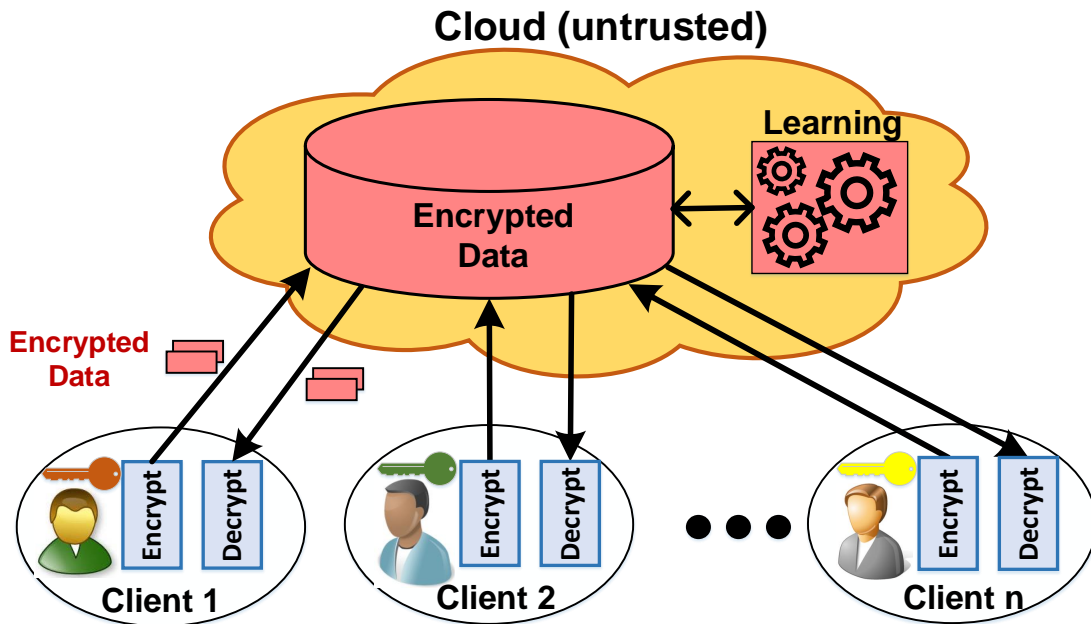 Cloud (untrusted)
Learning
Encrypted
Data
Encrypted
Data
Encrypt
Decrypt
Client 1
Encrypt
Decrypt
Client 2
Encrypt
Decrypt
Client n